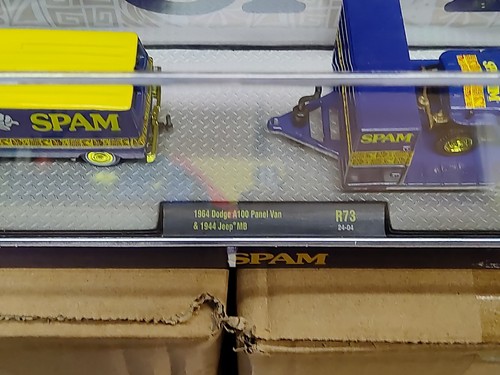 SPAM
SPAM
1964 Dodge A100 Panel Van
& 1944 Jeep® MB
R73
24-04
SPAM